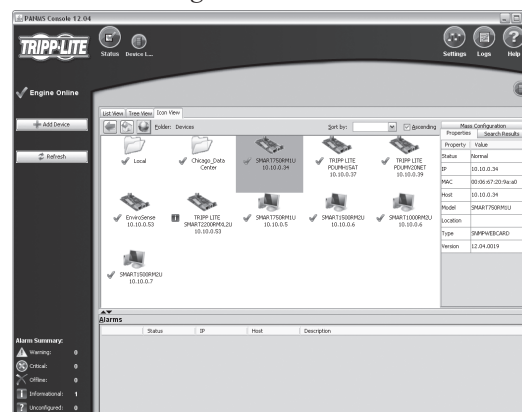 PANMS Console 12.04
TRIPP·LITE
Status
Device L...
Settings
Logs
Help
Engine Online
Add Device
Refresh
List View
Tree View
Icon View
Folder: Devices
Sort by:
Ascending
Local
Chicago_Data Center
SMART750RM1U
10.10.0.34
TRIPP LITE
PDUMH15AT
10.10.0.37
TRIPP LITE
PDUMV20NET
10.10.0.39
EnviroSense
10.10.0.53
TRIPP LITE
SMART2200RMXL2U
10.10.0.53
SMART750RM1U
10.10.0.5
SMART1500RM2U
10.10.0.6
SMART1000RM2U
10.10.0.6
SMART1500RM2U
10.10.0.7
Mass Configuration
Properties
Search Results
Property Value
Status Normal
IP 10.10.0.34
MAC 00:06:67:20:9a:a0
Host 10.10.0.34
Model SMART750RM1U
Location
Type SNMPWEBCARD
Version 12.04.0019
Alarms
Status IP Host Description
Alarm Summary:
Warning: 0
Critical: 0
Offline: 0
Informational: 1
Unconfigured: 0